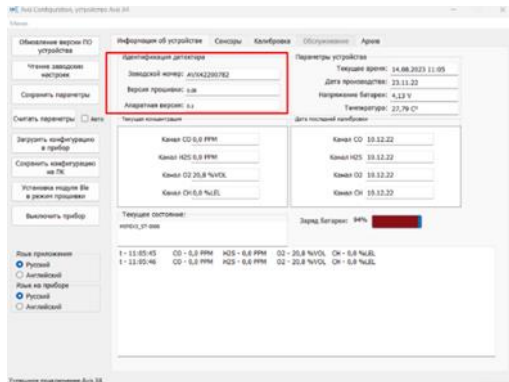 Avis Configuration, устройство Avis 34
Меню
Обновление версии ПО устройства
Чтение заводских настроек
Сохранить параметры
Считать параметры Авто
Загрузить конфигурацию в прибор
Сохранить конфигурацию на ПК
Установка модуля Ble в режим прошивки
Выключить прибор
Язык приложения
Русский
Английский
Язык на приборе
Русский
Английский
Информация об устройстве Сенсоры Калибровка Обслуживание Архив
Идентификация детектора
Заводской номер:
Версия прошивки:
Аппаратная версия:
Параметры устройства
Текущее время: 14.08.2023 11:05
Дата производства: 23.11.22
Напряжение батареи: 4,13 V
Температура: 27,79 C°
Текущая концентрация
Канал CO 0,0 PPM
Канал H2S 0,0 PPM
Канал O2 20,8 %VOL
Канал CH 0,0 %LEL
Дата последней калибровки
Канал CO 10.12.22
Канал H2S 10.12.22
Канал O2 10.12.22
Канал CH 10.12.22
Текущее состояние:
Заряд батареи: 94%
t - 11:05:45 CO - 0,0 PPM H2S - 0,0 PPM O2 - 20,8 %VOL CH - 0,0 %LEL
t - 11:05:46 CO - 0,0 PPM H2S - 0,0 PPM O2 - 20,8 %VOL CH - 0,0 %LEL